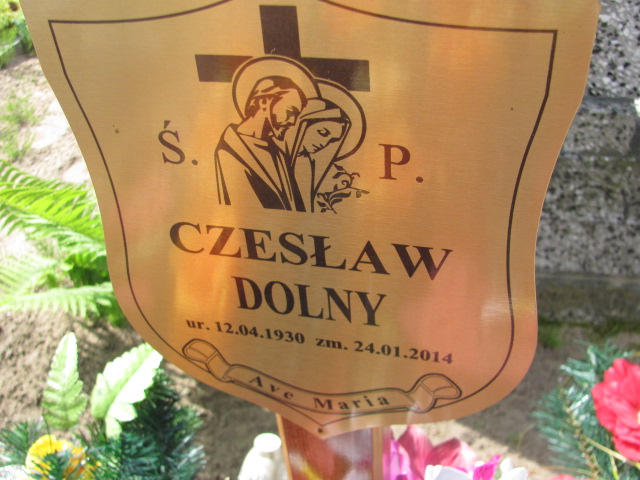 Ś. P.
CZESŁAW
DOLNY
ur. 12.04.1930 zm. 24.01.2014
Ave Maria